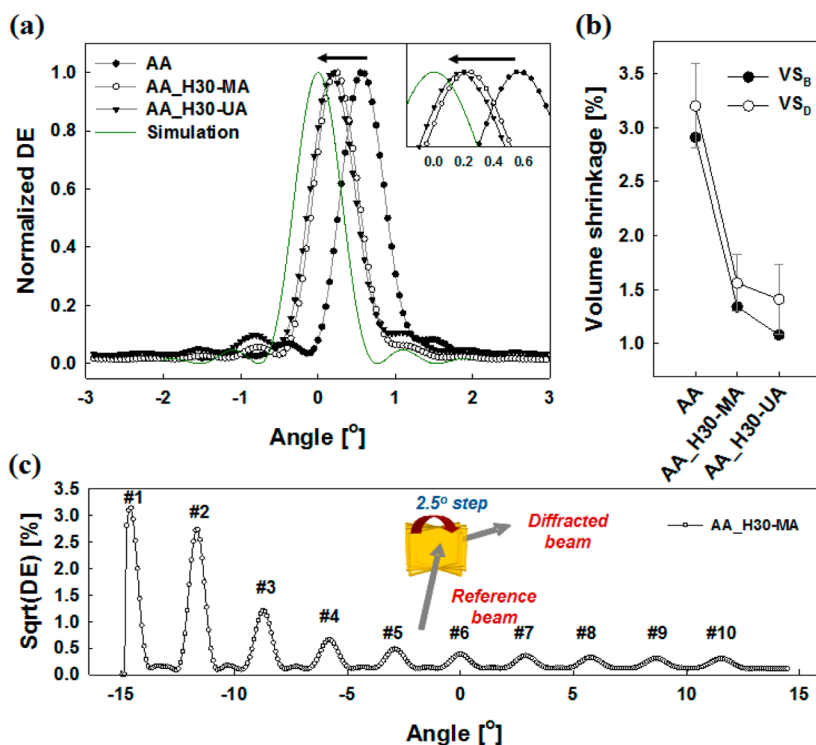 (a)
AA
AA_H30-MA
AA_H30-UA
Simulation
1.0
0.8
0.6
0.4
0.2
0.0
Normalized DE
0.0 0.2 0.4 0.6
-3 -2 -1 0 1 2 3
Angle [o]
(b)
VSB
VSD
3.5
3.0
2.5
2.0
1.5
1.0
Volume shrinkage [%]
AA
AA_H30-MA
AA_H30-UA
(c)
3.5
3.0
2.5
2.0
1.5
1.0
0.5
0.0
Sqrt(DE) [%]
#1
#2
#3
#4
#5
#6
#7
#8
#9
#10
2.5o step
Diffracted
beam
Reference
beam
AA_H30-MA
-15 -10 -5 0 5 10 15
Angle [o]